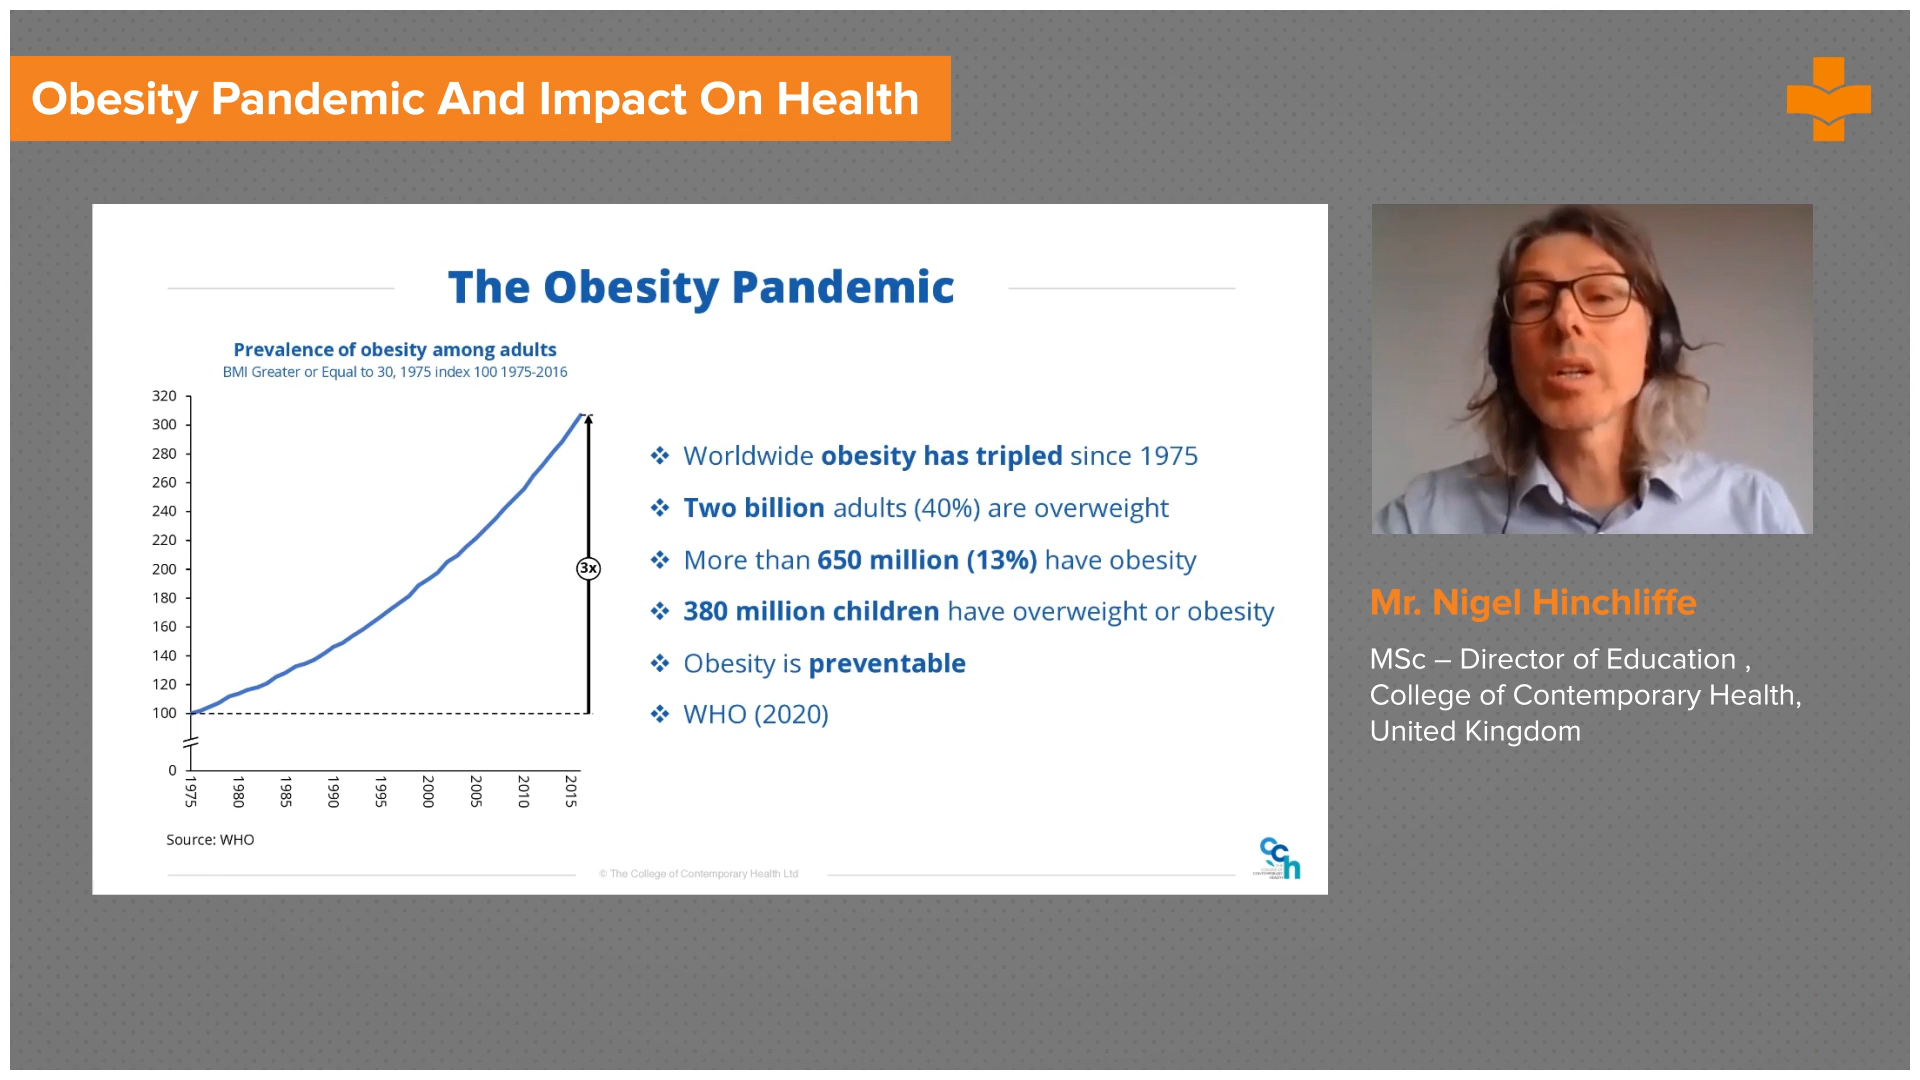 Obesity Pandemic And Impact On Health
The Obesity Pandemic
Prevalence of obesity among adults
BMI Greater or Equal to 30, 1975 index 100 1975-2016
320
300
280
260
240
220
200
180
160
140
120
100
0
3x
1975
1980
1985
1990
1995
2000
2005
2010
2015
Source: WHO
❖ Worldwide obesity has tripled since 1975
❖ Two billion adults (40%) are overweight
❖ More than 650 million (13%) have obesity
❖ 380 million children have overweight or obesity
❖ Obesity is preventable
❖ WHO (2020)
© The College of Contemporary Health Ltd
cch
Mr. Nigel Hinchliffe
MSc – Director of Education ,
College of Contemporary Health,
United Kingdom